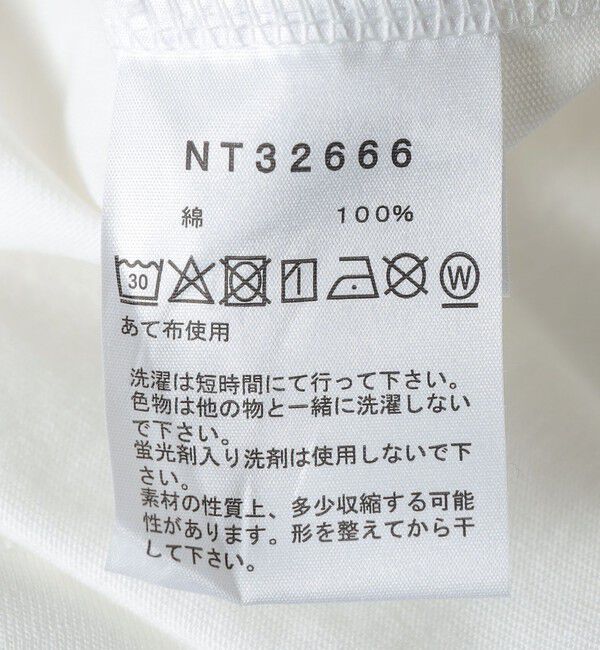 NT32666
綿 100%
30 W
あて布使用
洗濯は短時間にて行って下さい。
色物は他の物と一緒に洗濯しない
で下さい。
蛍光剤入り洗剤は使用しないで下
さい。
素材の性質上、多少収縮する可能
性があります。形を整えてから干
して下さい。